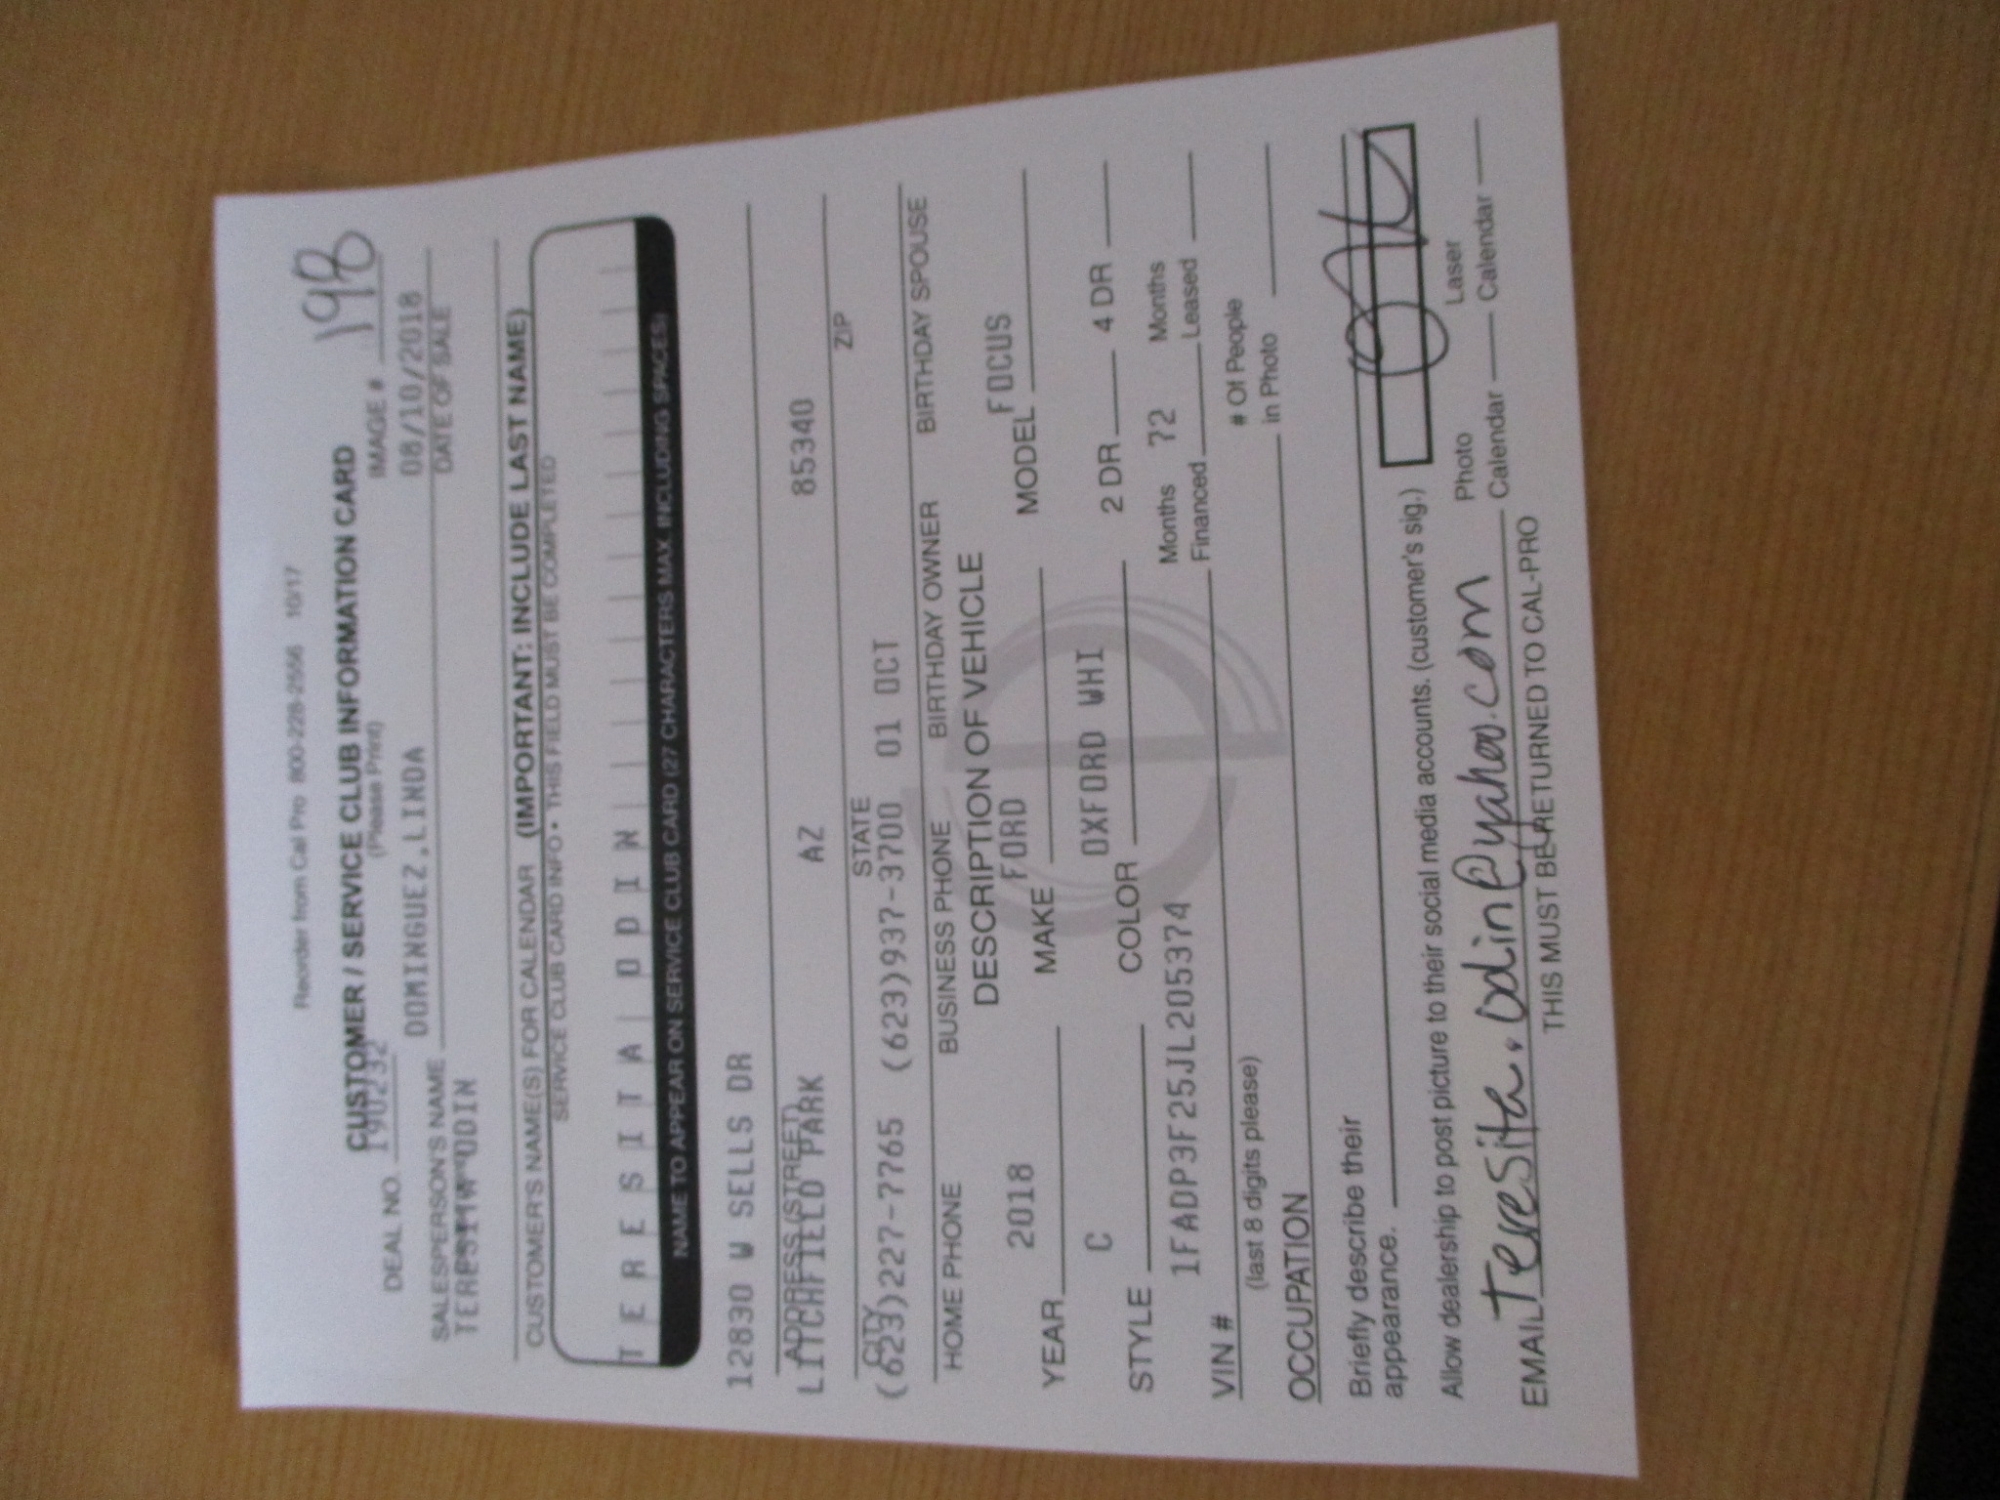 Reorder from Cal Pro 800-228-2556 10/17
CUSTOMER / SERVICE CLUB INFORMATION CARD
(Please Print)
DEAL NO. 1902232 IMAGE # 198
SALESPERSON'S NAME DOMINGUEZ,LINDA 08/10/2018
DATE OF SALE
TERESITA ODIN
CUSTOMER'S NAME(S) FOR CALENDAR (IMPORTANT: INCLUDE LAST NAME)
SERVICE CLUB CARD INFO • THIS FIELD MUST BE COMPLETED
TERESITA ODIN
NAME TO APPEAR ON SERVICE CLUB CARD (27 CHARACTERS MAX. INCLUDING SPACES)
12830 W SELLS DR
ADDRESS (STREET)
LITCHFIELD PARK AZ 85340
CITY STATE ZIP
(623)227-7765 (623)937-3700 01 OCT
HOME PHONE BUSINESS PHONE BIRTHDAY OWNER BIRTHDAY SPOUSE
DESCRIPTION OF VEHICLE
YEAR 2018 MAKE FORD MODEL FOCUS
STYLE C COLOR OXFORD WHI 2 DR 4 DR
VIN # 1FADP3F25JL205374 Months Financed 72 Months Leased
(last 8 digits please)
OCCUPATION # Of People in Photo
Briefly describe their
appearance.
Allow dealership to post picture to their social media accounts. (customer's sig.)
EMAIL Teresita.odin@yahoo.com Photo Calendar Laser Calendar
THIS MUST BE RETURNED TO CAL-PRO